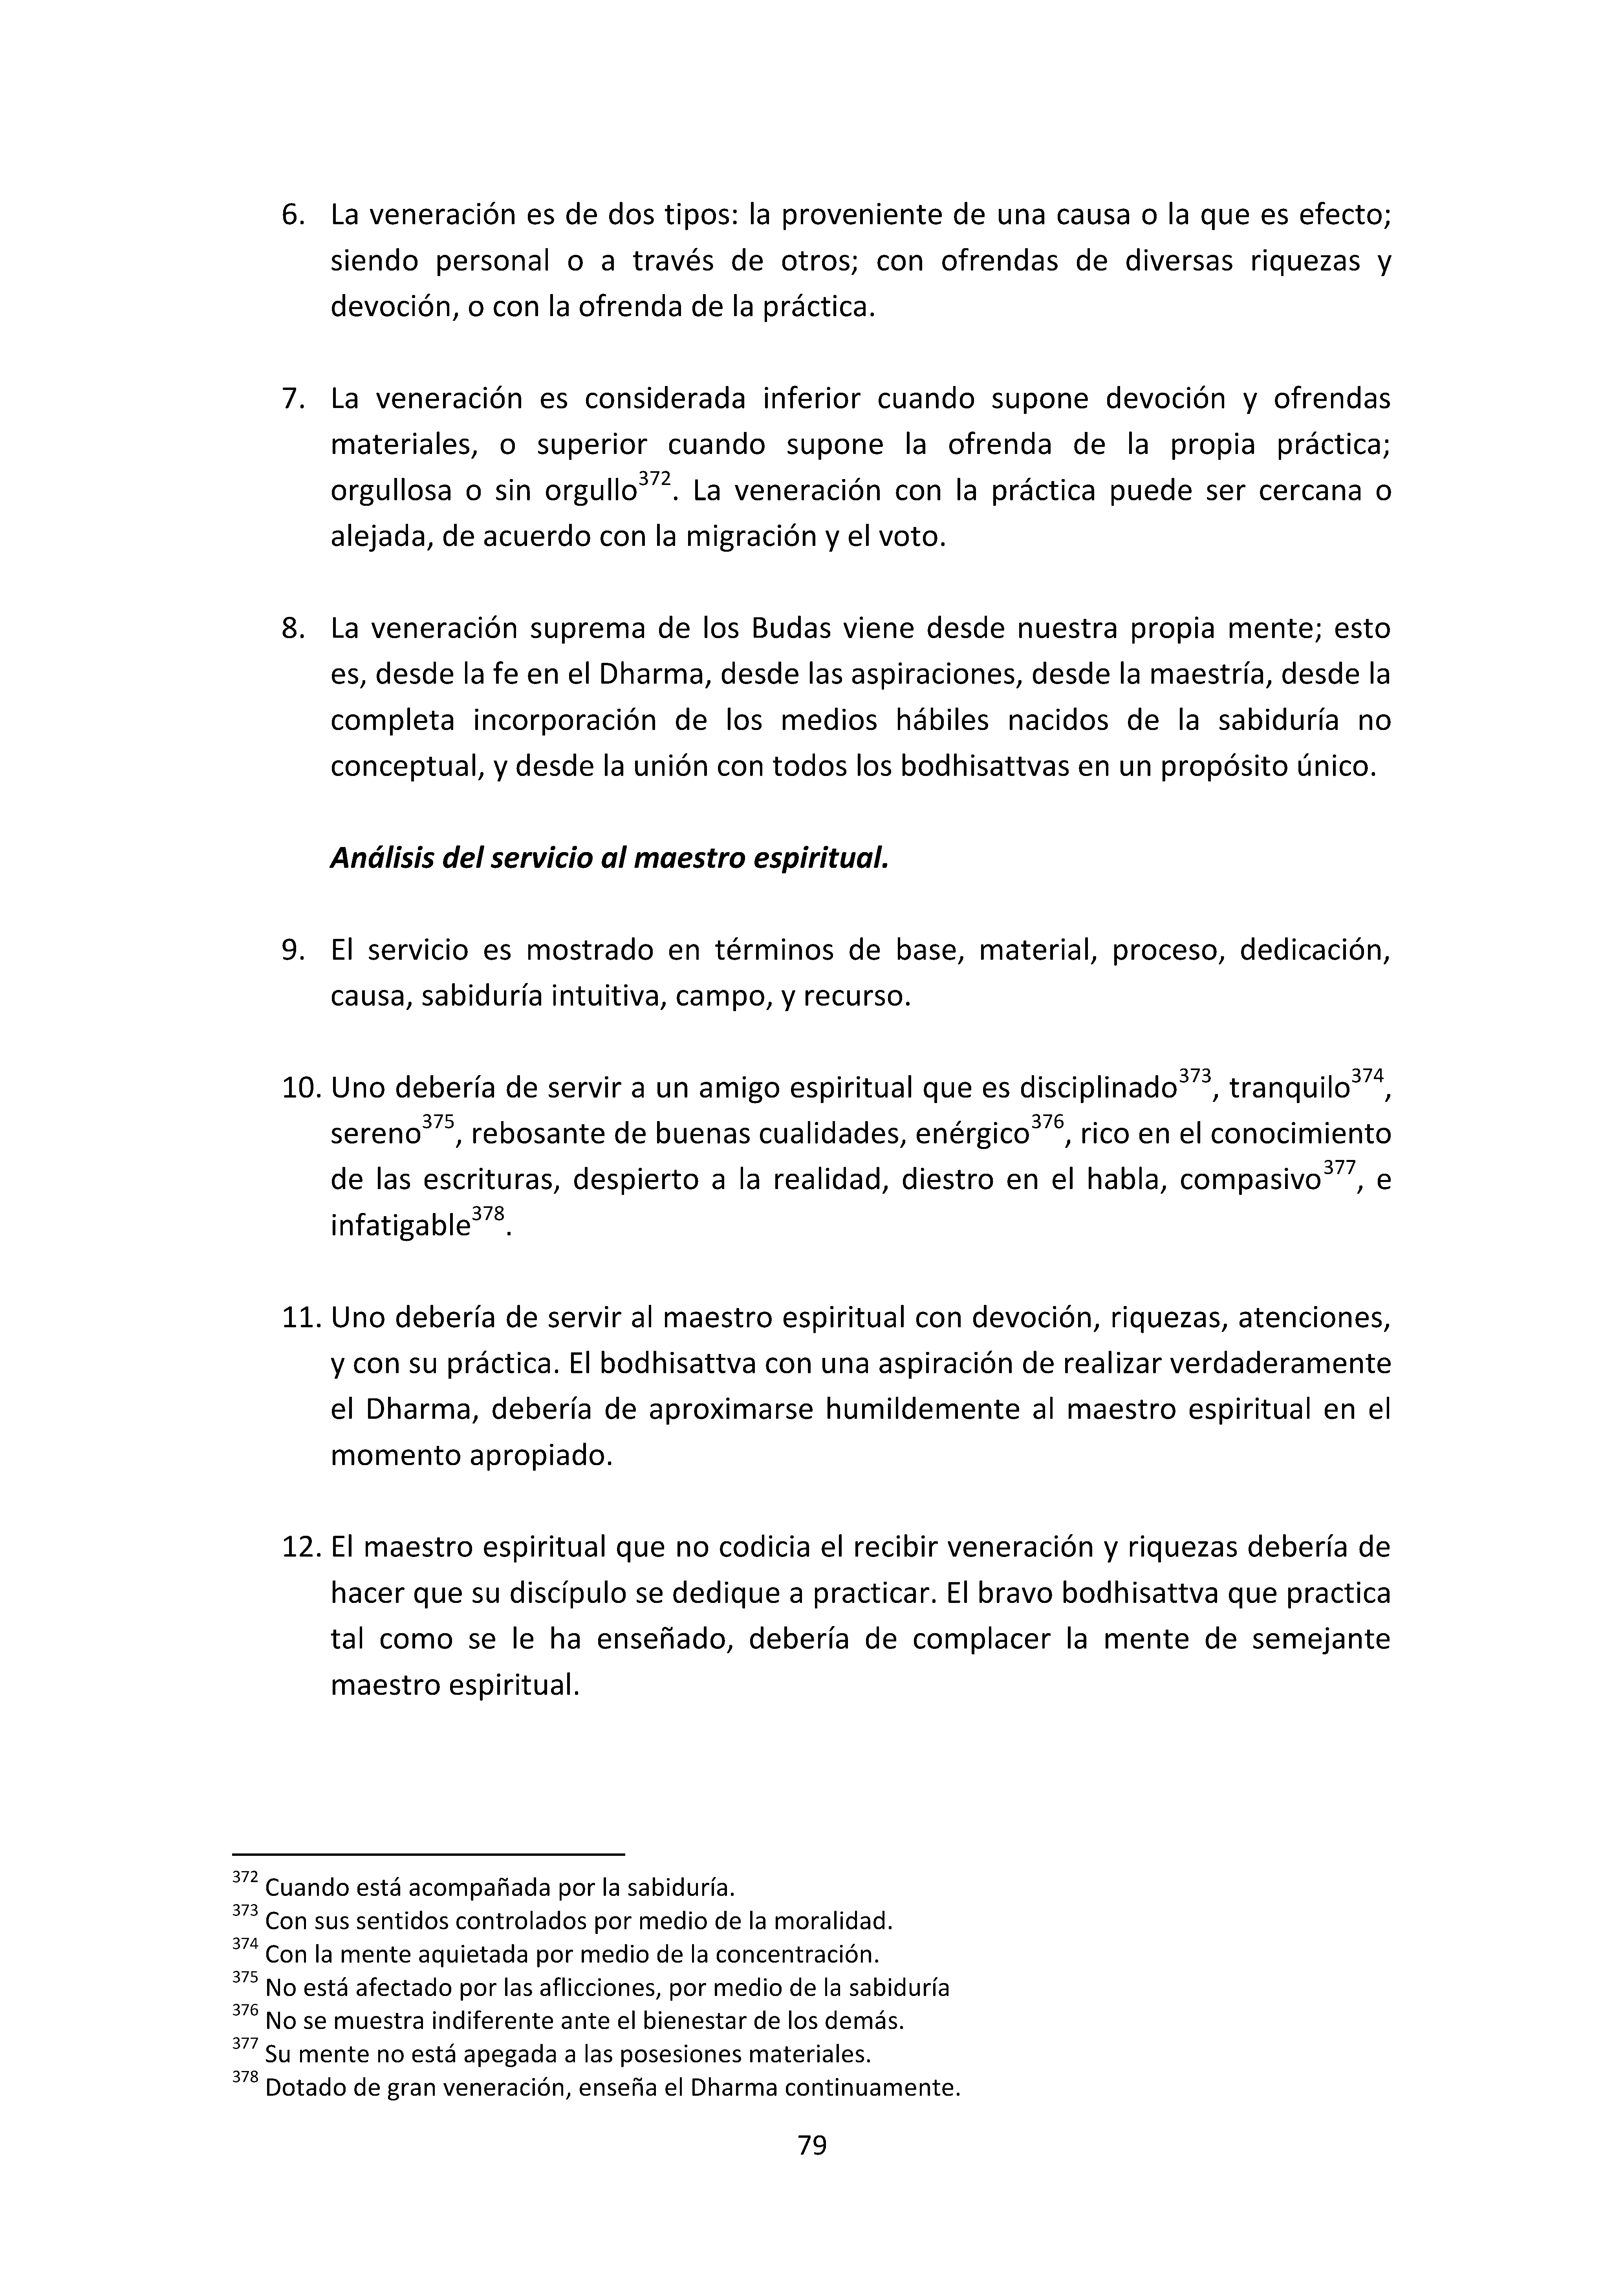 6. La veneración es de dos tipos: la proveniente de una causa o la que es efecto;
siendo personal o a través de otros; con ofrendas de diversas riquezas y
devoción, o con la ofrenda de la práctica.
7. La veneración es considerada inferior cuando supone devoción y ofrendas
materiales, o superior cuando supone la ofrenda de la propia práctica;
orgullosa o sin orgullo372. La veneración con la práctica puede ser cercana o
alejada, de acuerdo con la migración y el voto.
8. La veneración suprema de los Budas viene desde nuestra propia mente; esto
es, desde la fe en el Dharma, desde las aspiraciones, desde la maestría, desde la
completa incorporación de los medios hábiles nacidos de la sabiduría no
conceptual, y desde la unión con todos los bodhisattvas en un propósito único.
Análisis del servicio al maestro espiritual.
9. El servicio es mostrado en términos de base, material, proceso, dedicación,
causa, sabiduría intuitiva, campo, y recurso.
10. Uno debería de servir a un amigo espiritual que es disciplinado373, tranquilo374,
sereno375, rebosante de buenas cualidades, enérgico376, rico en el conocimiento
de las escrituras, despierto a la realidad, diestro en el habla, compasivo377, e
infatigable378.
11. Uno debería de servir al maestro espiritual con devoción, riquezas, atenciones,
y con su práctica. El bodhisattva con una aspiración de realizar verdaderamente
el Dharma, debería de aproximarse humildemente al maestro espiritual en el
momento apropiado.
12. El maestro espiritual que no codicia el recibir veneración y riquezas debería de
hacer que su discípulo se dedique a practicar. El bravo bodhisattva que practica
tal como se le ha enseñado, debería de complacer la mente de semejante
maestro espiritual.
372 Cuando está acompañada por la sabiduría.
373 Con sus sentidos controlados por medio de la moralidad.
374 Con la mente aquietada por medio de la concentración.
375 No está afectado por las aflicciones, por medio de la sabiduría
376 No se muestra indiferente ante el bienestar de los demás.
377 Su mente no está apegada a las posesiones materiales.
378 Dotado de gran veneración, enseña el Dharma continuamente.
79